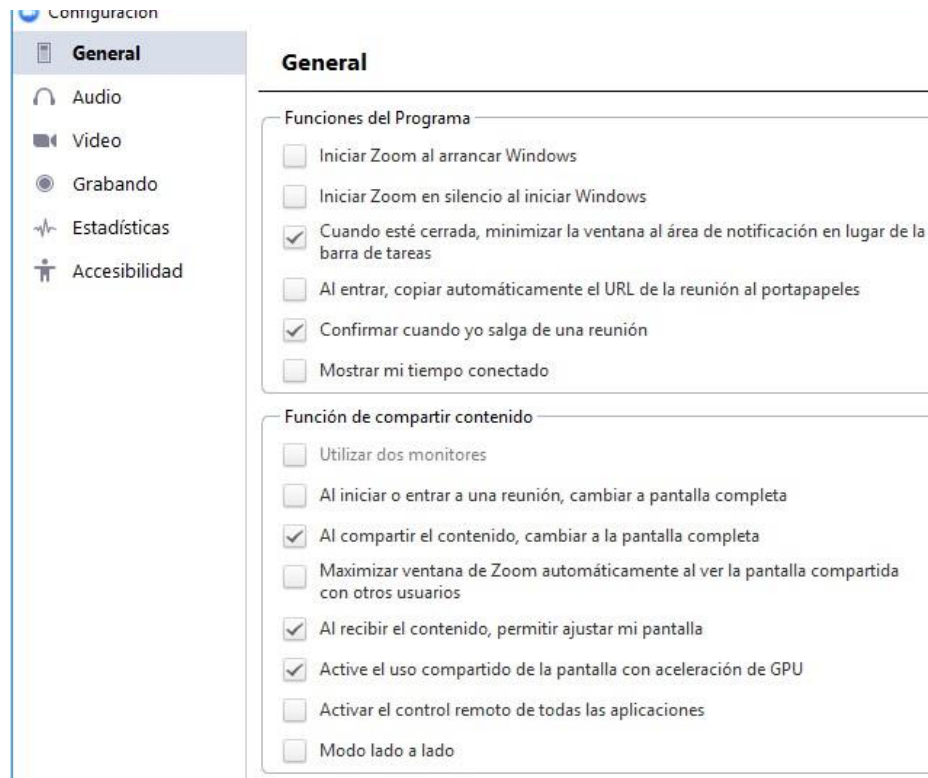 Configuración
General
Audio
Video
Grabando
Estadísticas
Accesibilidad
General
Funciones del Programa
Iniciar Zoom al arrancar Windows
Iniciar Zoom en silencio al iniciar Windows
Cuando esté cerrada, minimizar la ventana al área de notificación en lugar de la
barra de tareas
Al entrar, copiar automáticamente el URL de la reunión al portapapeles
Confirmar cuando yo salga de una reunión
Mostrar mi tiempo conectado
Función de compartir contenido
Utilizar dos monitores
Al iniciar o entrar a una reunión, cambiar a pantalla completa
Al compartir el contenido, cambiar a la pantalla completa
Maximizar ventana de Zoom automáticamente al ver la pantalla compartida
con otros usuarios
Al recibir el contenido, permitir ajustar mi pantalla
Active el uso compartido de la pantalla con aceleración de GPU
Activar el control remoto de todas las aplicaciones
Modo lado a lado